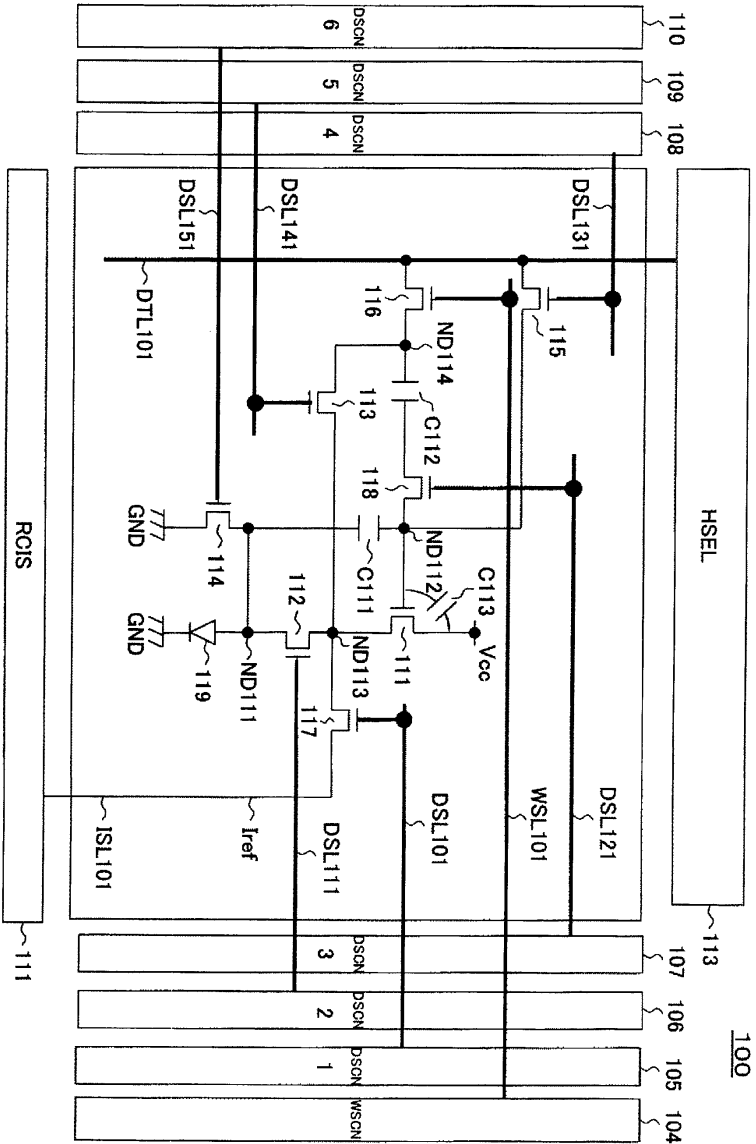 100
110
109
108
113
107
106
105
104
DSCN
6
DSCN
5
DSCN
4
HSEL
DSCN
3
DSCN
2
DSCN
1
WSCN
RCIS
111
DSL151
DSL141
DSL131
DTL101
DSL121
WSL101
DSL101
DSL111
ISL101
Iref
116
115
ND114
113
C112
118
ND112
C113
111
Vcc
C111
112
114
GND
GND
119
ND111
ND113
117